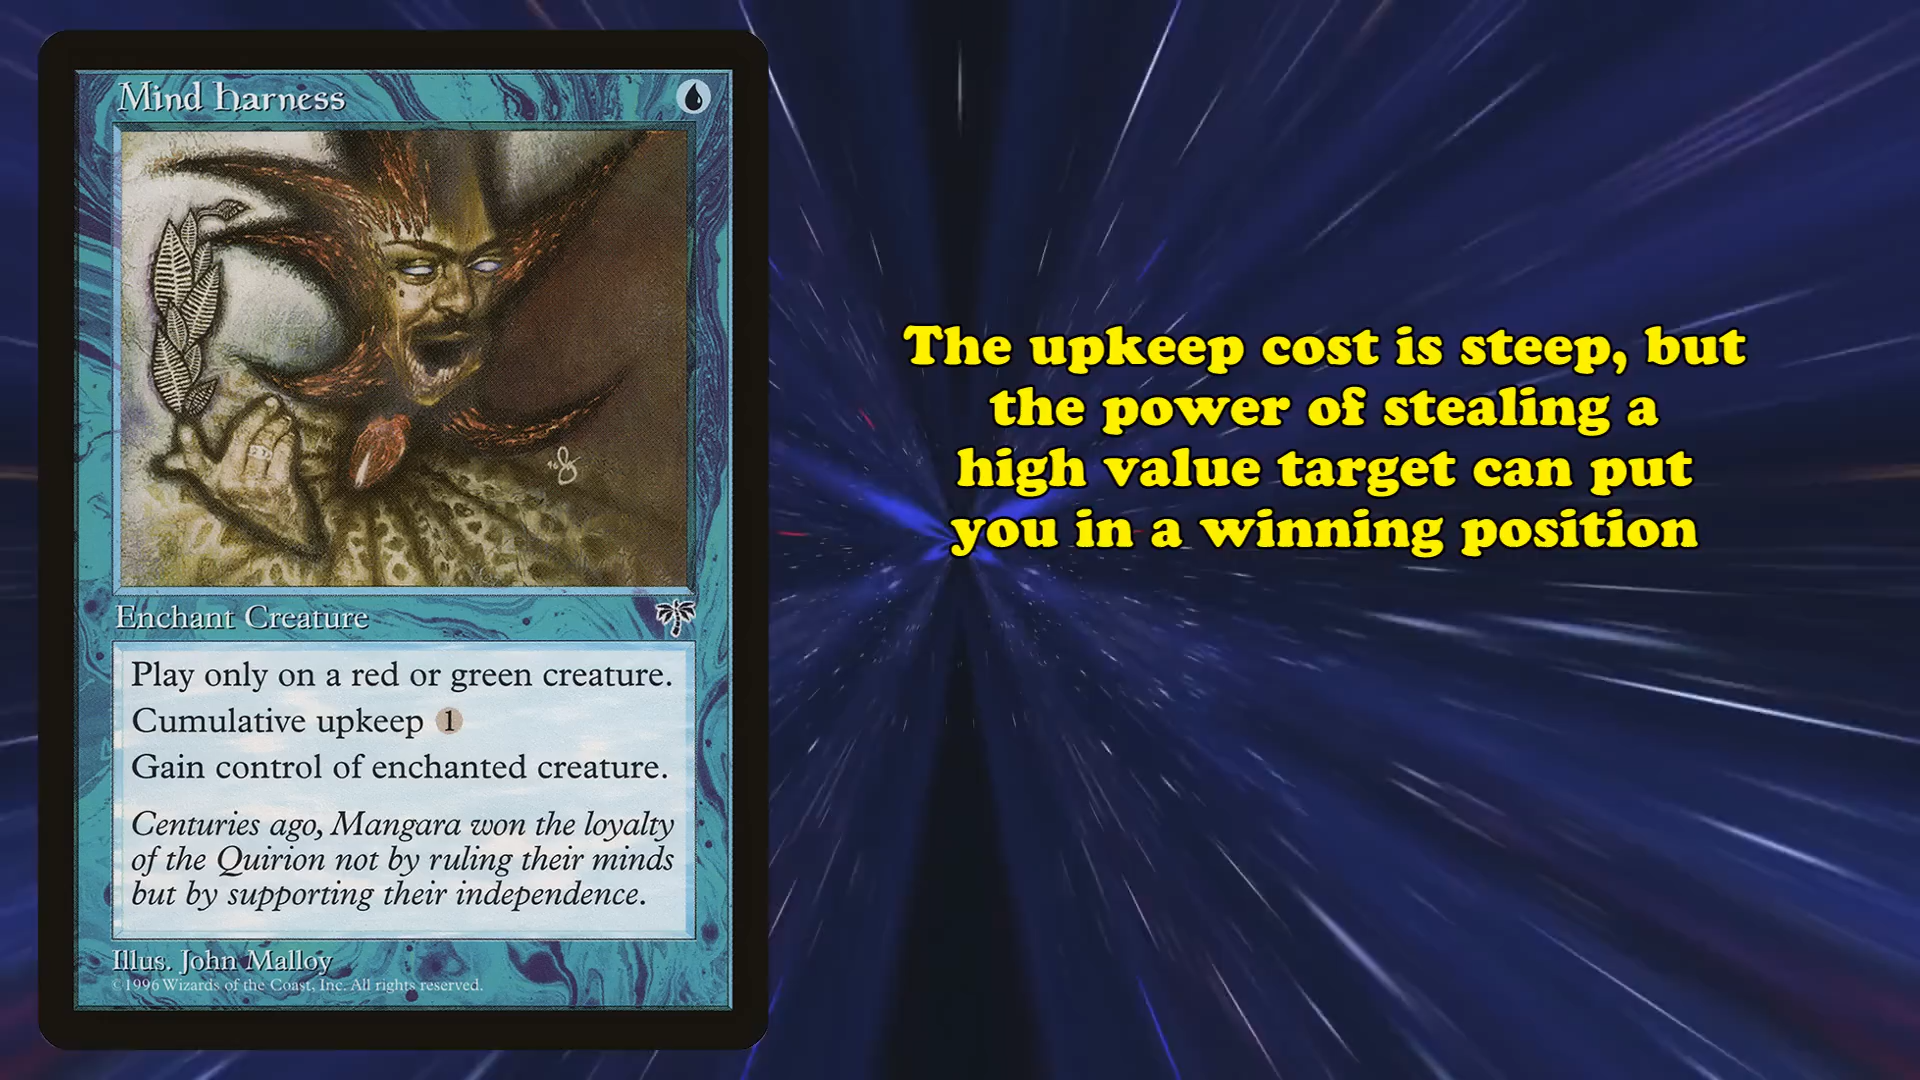 Mind Harness
Enchant Creature
Play only on a red or green creature.
Cumulative upkeep 1
Gain control of enchanted creature.
Centuries ago, Mangara won the loyalty
of the Quirion not by ruling their minds
but by supporting their independence.
Illus. John Malloy
©1996 Wizards of the Coast, Inc. All rights reserved.
The upkeep cost is steep, but
the power of stealing a
high value target can put
you in a winning position